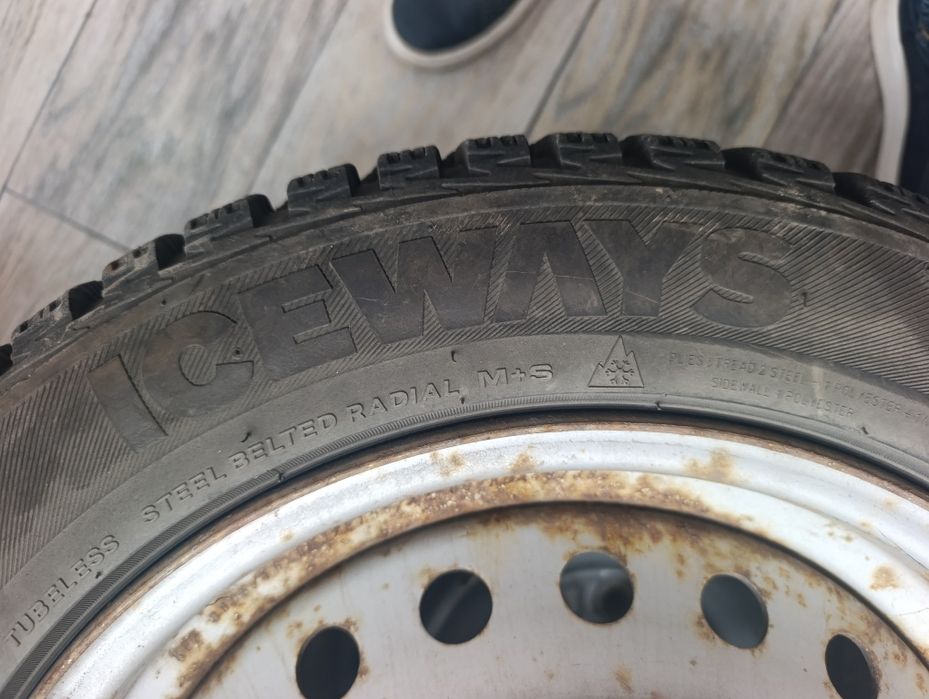 ICEWAYS
TUBELESS STEEL BELTED RADIAL M+S
PLIES : TREAD 2 STEEL
SIDEWALL 1 POLYESTER